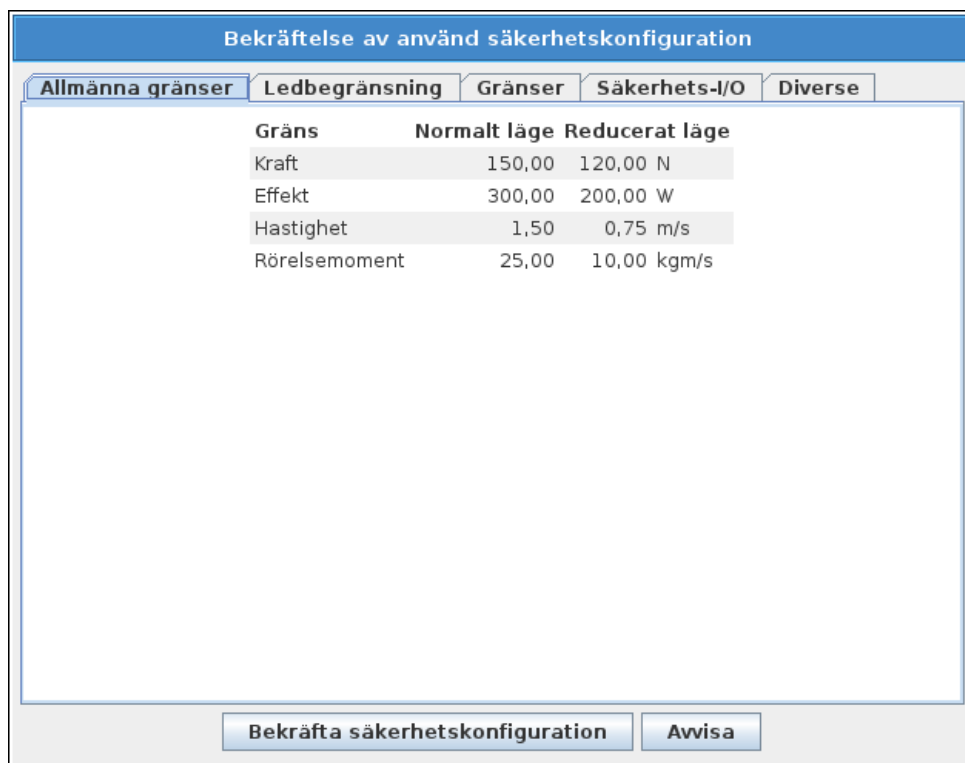 Bekräftelse av använd säkerhetskonfiguration
Allmänna gränser Ledbegränsning Gränser Säkerhets-I/O Diverse
Gräns Normalt läge Reducerat läge
Kraft 150,00 120,00 N
Effekt 300,00 200,00 W
Hastighet 1,50 0,75 m/s
Rörelsemoment 25,00 10,00 kgm/s
Bekräfta säkerhetskonfiguration Avvisa